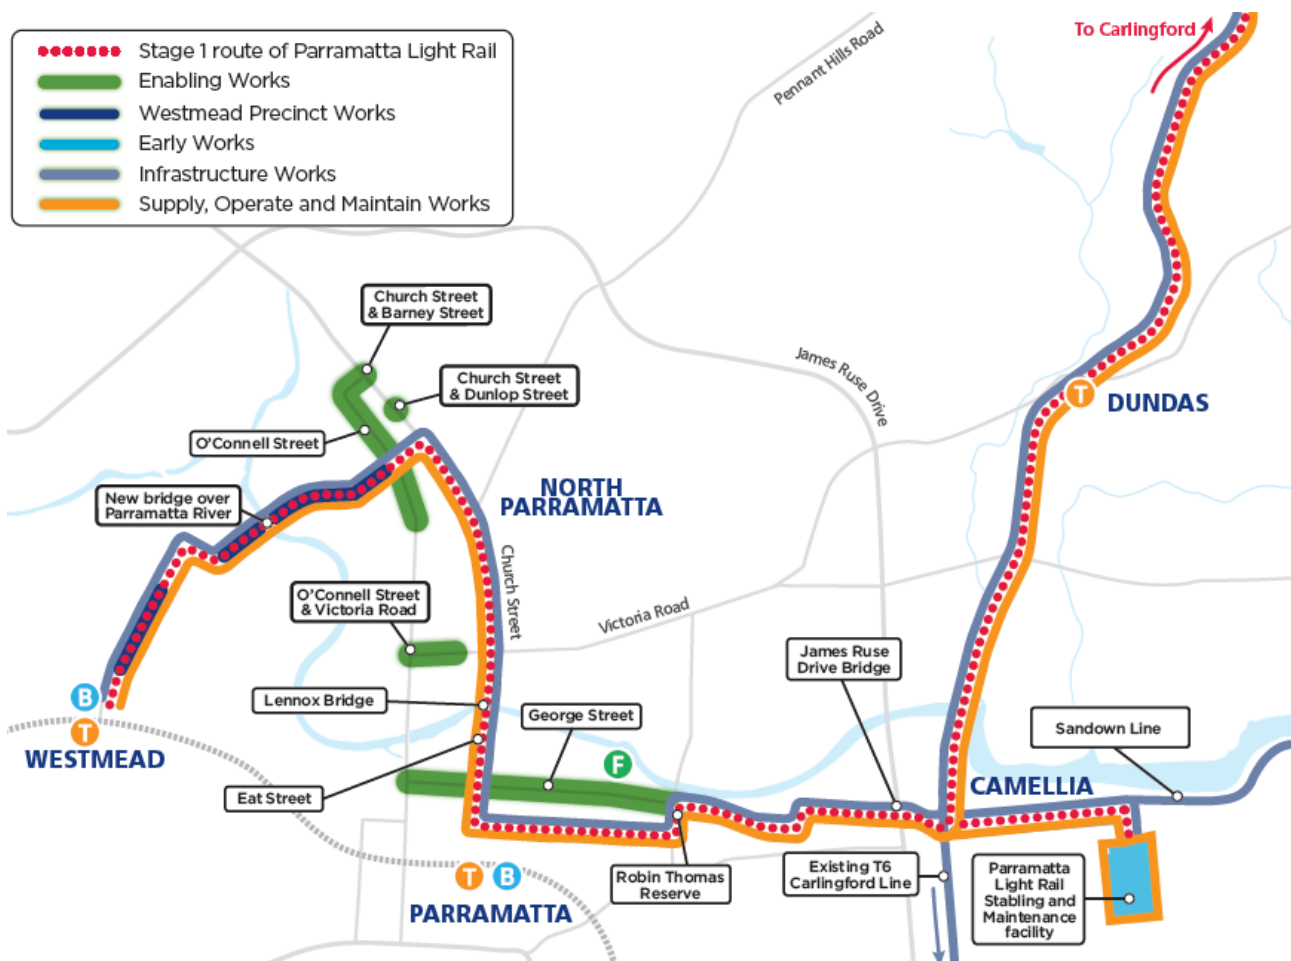 Stage 1 route of Parramatta Light Rail
Enabling Works
Westmead Precinct Works
Early Works
Infrastructure Works
Supply, Operate and Maintain Works
To Carlingford
Pennant Hills Road
Church Street
& Barney Street
James Ruse Drive
Church Street
& Dunlop Street
T
DUNDAS
O'Connell Street
New bridge over
Parramatta River
NORTH
PARRAMATTA
Church Street
O'Connell Street
& Victoria Road
Victoria Road
James Ruse
Drive Bridge
B
T
WESTMEAD
Lennox Bridge
George Street
Sandown Line
F
Eat Street
CAMELLIA
T
B
PARRAMATTA
Robin Thomas
Reserve
Existing T6
Carlingford Line
Parramatta
Light Rail
Stabling and
Maintenance
facility